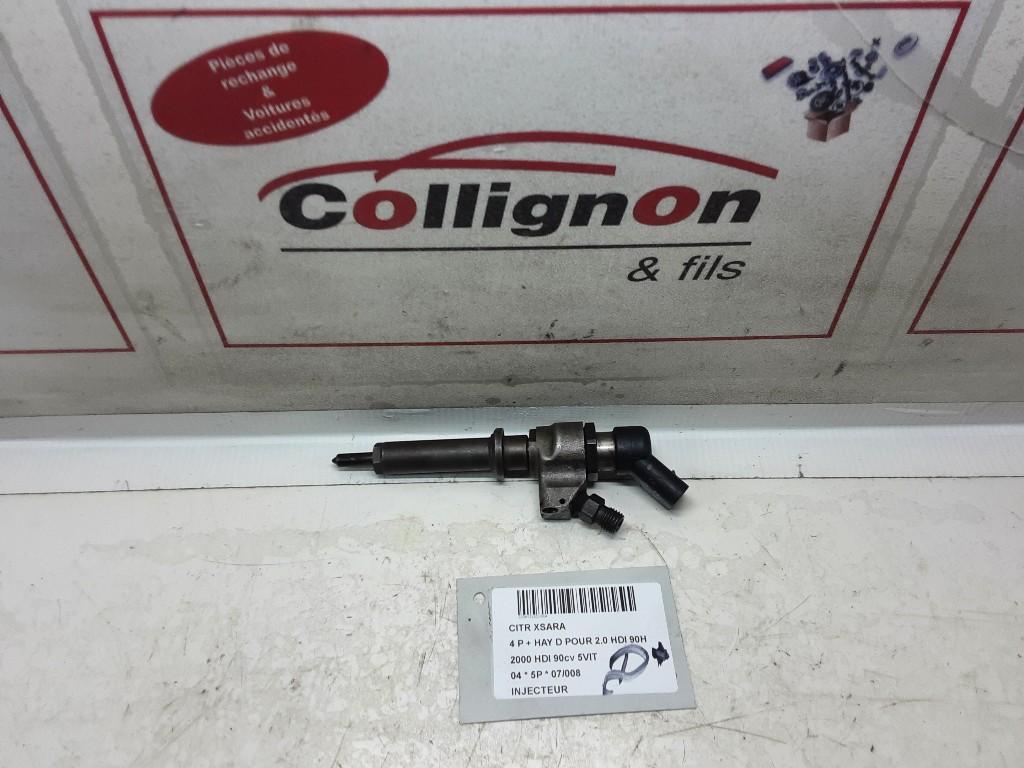 Pièces de
rechange
&
Voitures
accidentés
Collignon
& fils
CITR XSARA
4 P + HAY D POUR 2.0 HDI 90H
2000 HDI 90cv 5VIT
04 * 5P * 07/008
INJECTEUR